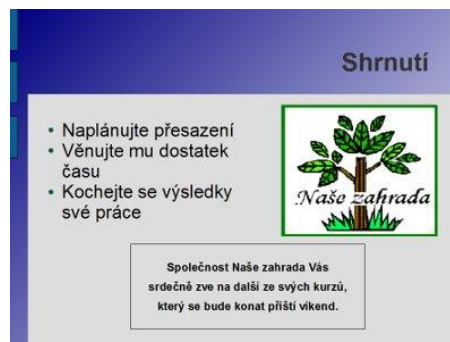 Shrnutí
• Naplánujte přesazení
• Věnujte mu dostatek
času
• Kochejte se výsledky
své práce
Naše zahrada
Společnost Naše zahrada Vás
srdečně zve na další ze svých kurzů,
který se bude konat příští víkend.